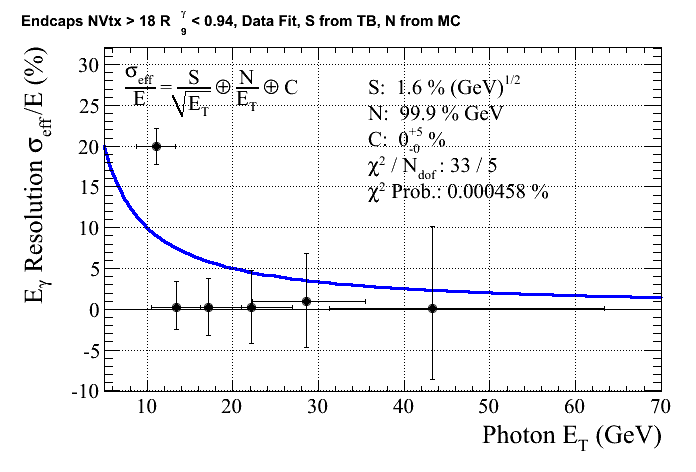 Endcaps NVtx > 18 R γ 9 < 0.94, Data Fit, S from TB, N from MC
σeff/E = S/√ET ⊕ N/ET ⊕ C
S: 1.6 % (GeV)^1/2
N: 99.9 % GeV
C: 0 +5 -0 %
χ2 / Ndof : 33 / 5
χ2 Prob.: 0.000458 %
Eγ Resolution σeff/E (%)
30
25
20
15
10
5
0
-5
-10
10 20 30 40 50 60 70
Photon ET (GeV)